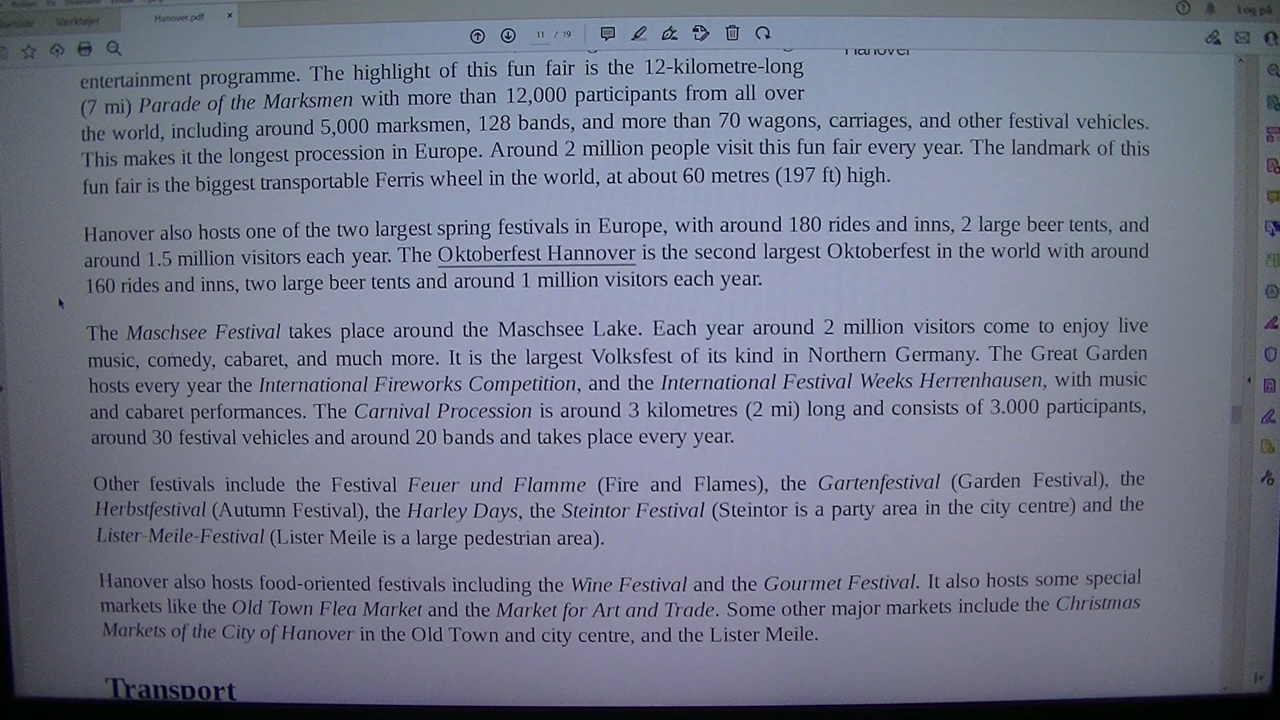 Værktøjer
Hanover.pdf
×
Log på
11 / 19
Hanover
entertainment programme. The highlight of this fun fair is the 12-kilometre-long
(7 mi) Parade of the Marksmen with more than 12,000 participants from all over
the world, including around 5,000 marksmen, 128 bands, and more than 70 wagons, carriages, and other festival vehicles.
This makes it the longest procession in Europe. Around 2 million people visit this fun fair every year. The landmark of this
fun fair is the biggest transportable Ferris wheel in the world, at about 60 metres (197 ft) high.
Hanover also hosts one of the two largest spring festivals in Europe, with around 180 rides and inns, 2 large beer tents, and
around 1.5 million visitors each year. The Oktoberfest Hannover is the second largest Oktoberfest in the world with around
160 rides and inns, two large beer tents and around 1 million visitors each year.
The Maschsee Festival takes place around the Maschsee Lake. Each year around 2 million visitors come to enjoy live
music, comedy, cabaret, and much more. It is the largest Volksfest of its kind in Northern Germany. The Great Garden
hosts every year the International Fireworks Competition, and the International Festival Weeks Herrenhausen, with music
and cabaret performances. The Carnival Procession is around 3 kilometres (2 mi) long and consists of 3.000 participants,
around 30 festival vehicles and around 20 bands and takes place every year.
Other festivals include the Festival Feuer und Flamme (Fire and Flames), the Gartenfestival (Garden Festival), the
Herbstfestival (Autumn Festival), the Harley Days, the Steintor Festival (Steintor is a party area in the city centre) and the
Lister-Meile-Festival (Lister Meile is a large pedestrian area).
Hanover also hosts food-oriented festivals including the Wine Festival and the Gourmet Festival. It also hosts some special
markets like the Old Town Flea Market and the Market for Art and Trade. Some other major markets include the Christmas
Markets of the City of Hanover in the Old Town and city centre, and the Lister Meile.
Transport